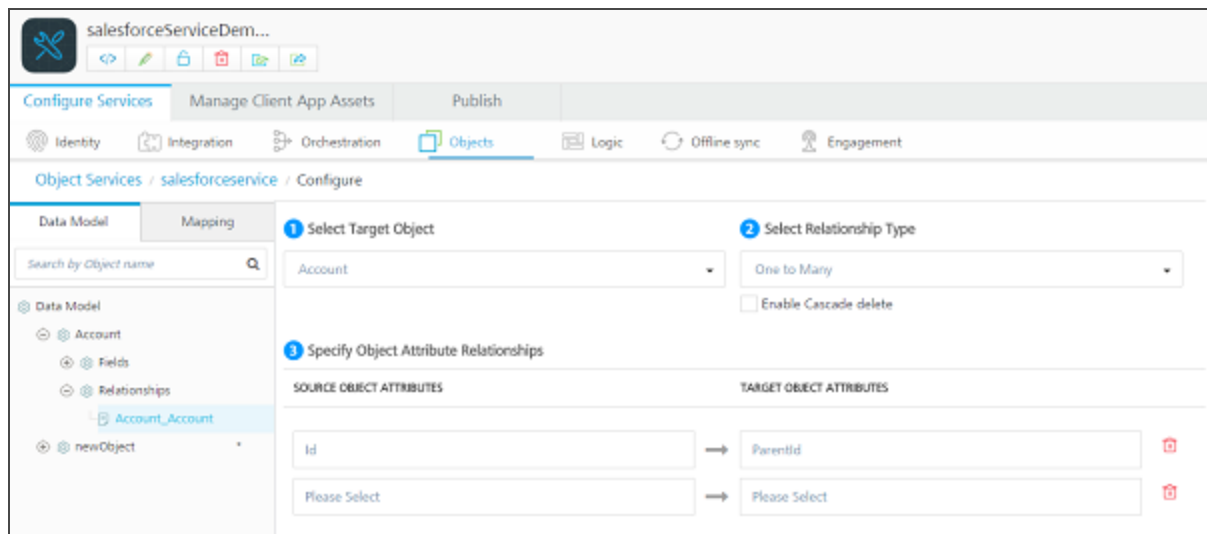 salesforceServiceDem...
Configure Services Manage Client App Assets Publish
Identity Integration Orchestration Objects Logic Offline sync Engagement
Object Services / salesforceservice / Configure
Data Model Mapping
Search by Object name
Data Model
Account
Fields
Relationships
Account_Account
newObject *
1 Select Target Object
Account
2 Select Relationship Type
One to Many
Enable Cascade delete
3 Specify Object Attribute Relationships
SOURCE OBJECT ATTRIBUTES TARGET OBJECT ATTRIBUTES
Id ParentId
Please Select Please Select